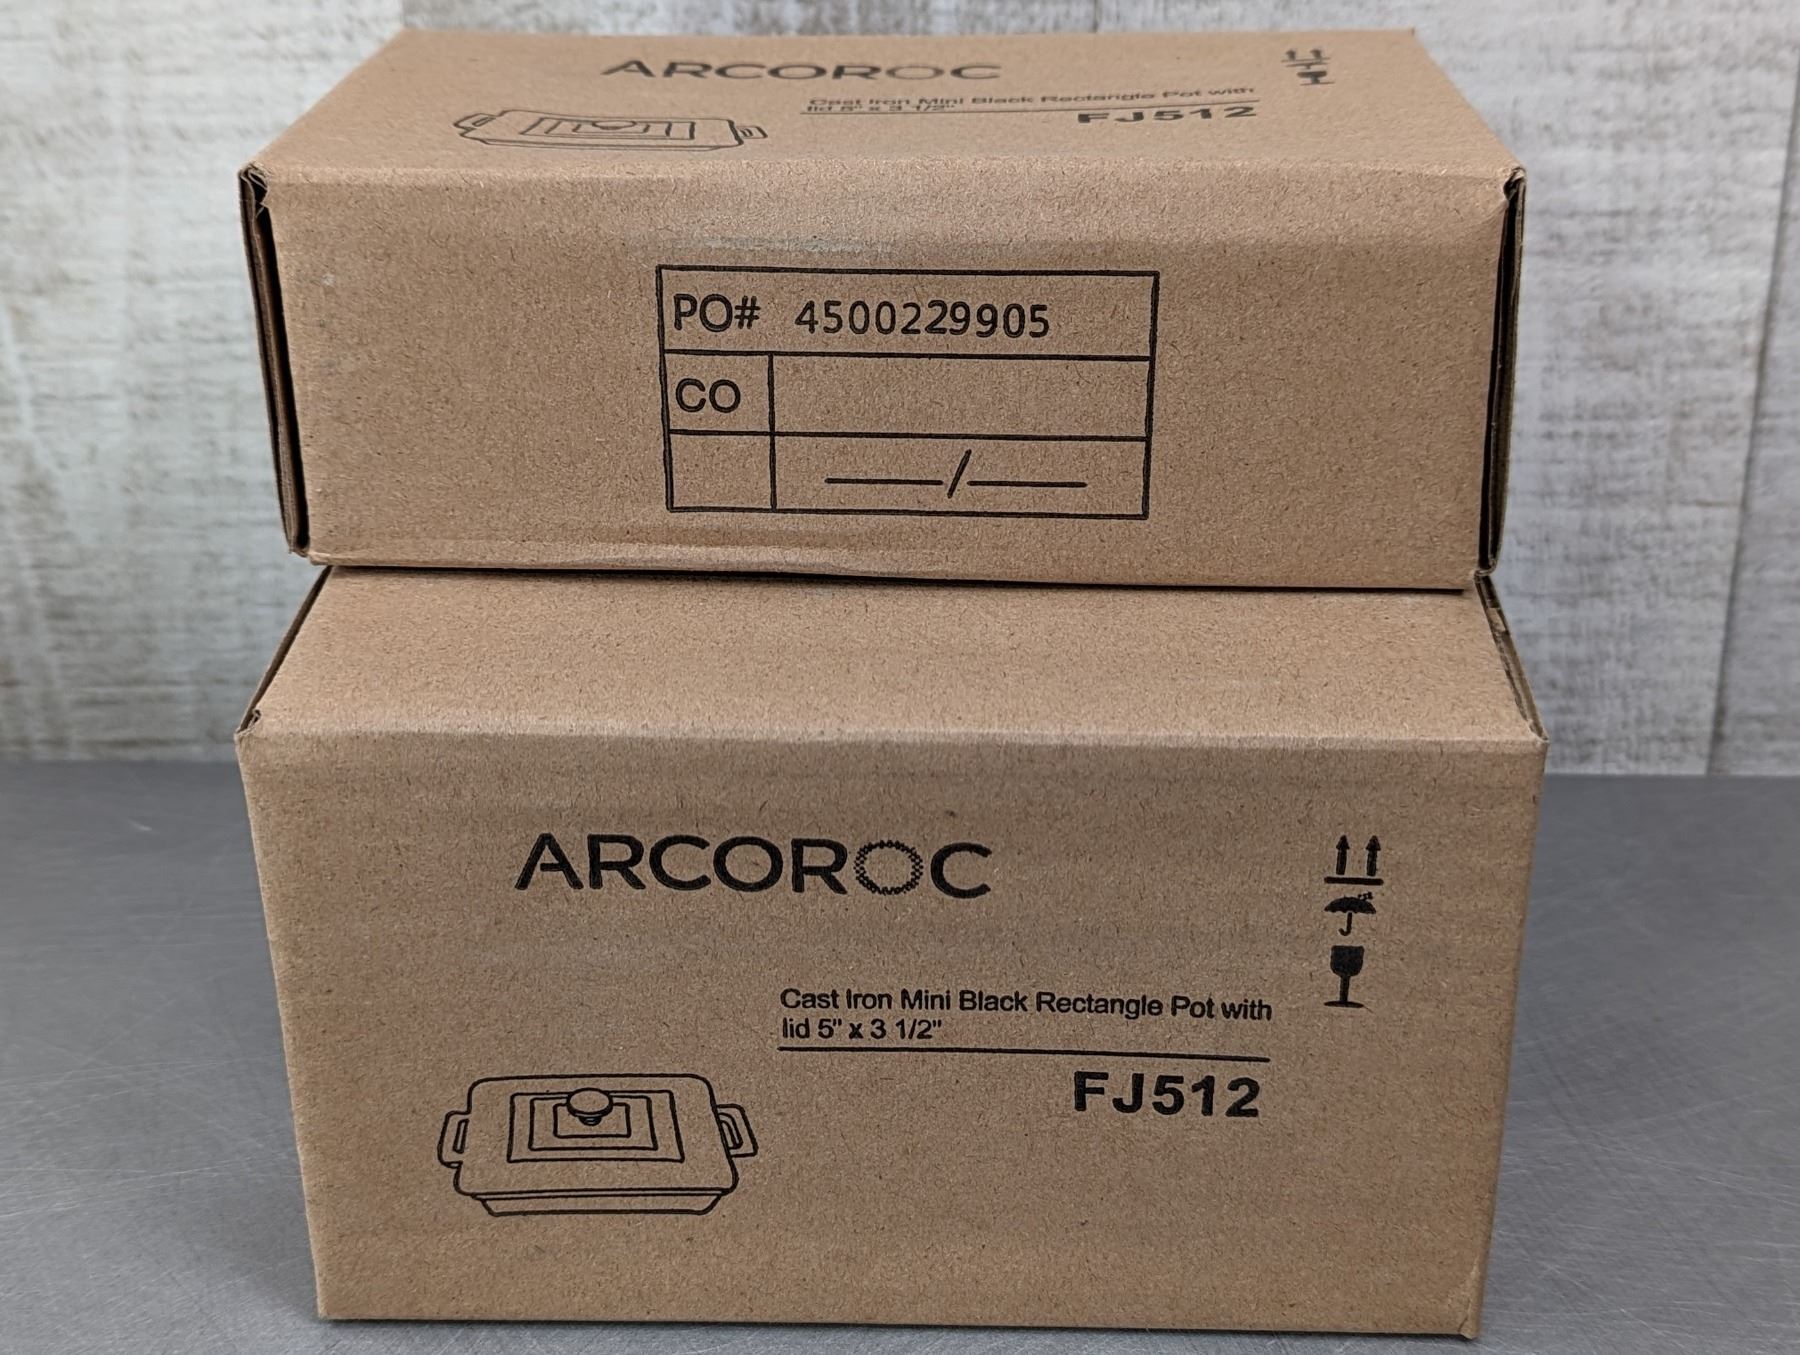 ARCOROC
Cast Iron Mini Black Rectangle Pot with
lid 5" x 3 1/2"
FJ512
PO# 4500229905
CO
/
ARCOROC
Cast Iron Mini Black Rectangle Pot with
lid 5" x 3 1/2"
FJ512